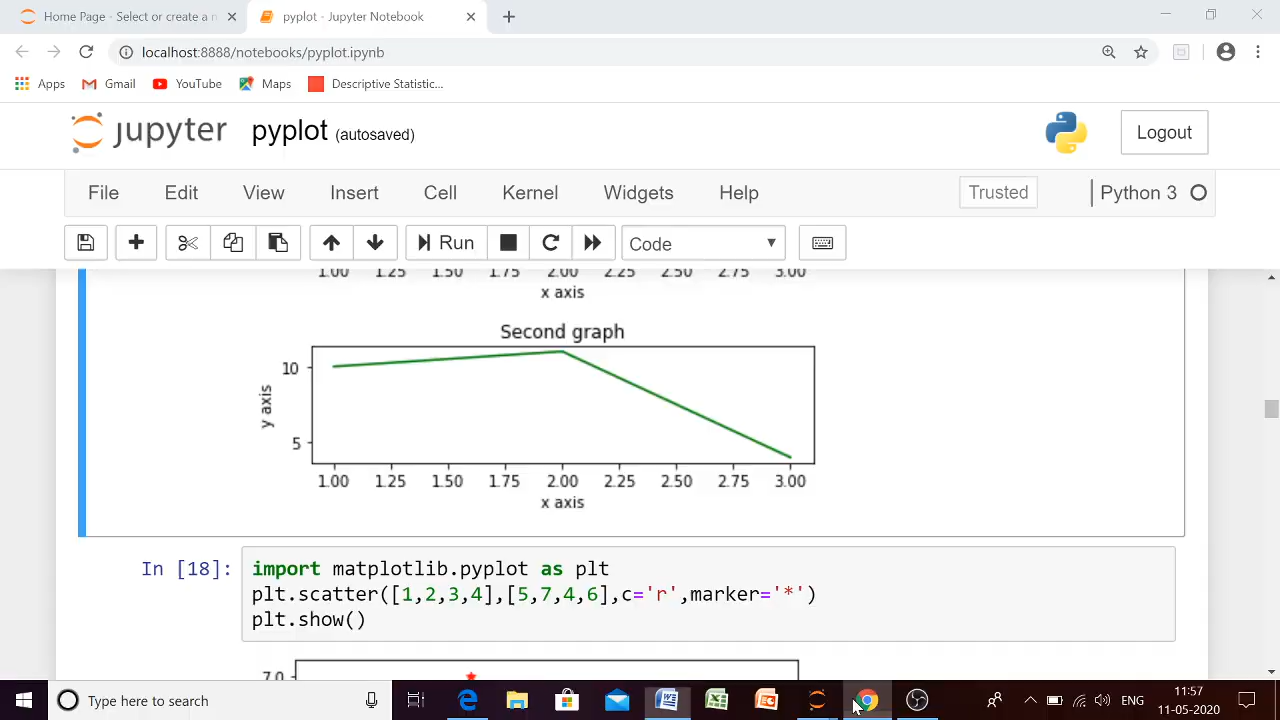 Home Page - Select or create a n
pyplot - Jupyter Notebook
localhost:8888/notebooks/pyplot.ipynb
Apps
Gmail
YouTube
Maps
Descriptive Statistic...
jupyter
pyplot (autosaved)
Logout
File Edit View Insert Cell Kernel Widgets Help
Trusted
Python 3
Run
Code
1.00 1.25 1.50 1.75 2.00 2.25 2.50 2.75 3.00
x axis
Second graph
10
y axis
5
1.00 1.25 1.50 1.75 2.00 2.25 2.50 2.75 3.00
x axis
In [18]:
import matplotlib.pyplot as plt
plt.scatter([1,2,3,4],[5,7,4,6],c='r',marker='*')
plt.show()
7.0
Type here to search
ENG
11:57
11-05-2020